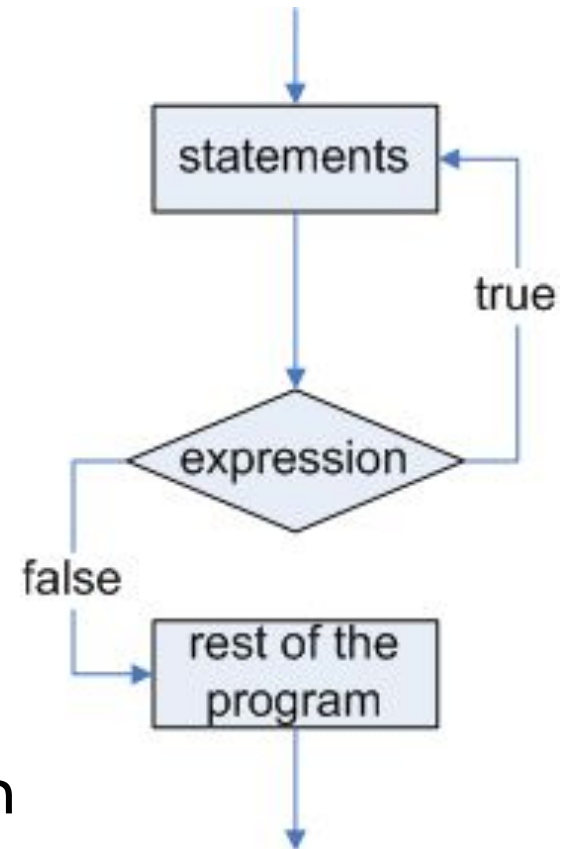 statements
true
expression
false
rest of the
program